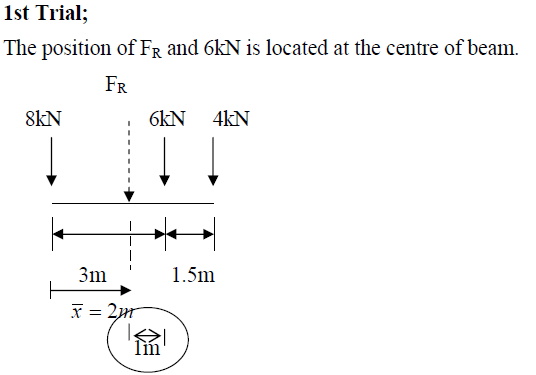 1st Trial;
The position of FR and 6kN is located at the centre of beam.
FR
8kN 6kN 4kN
3m 1.5m
x̄ = 2m
1m